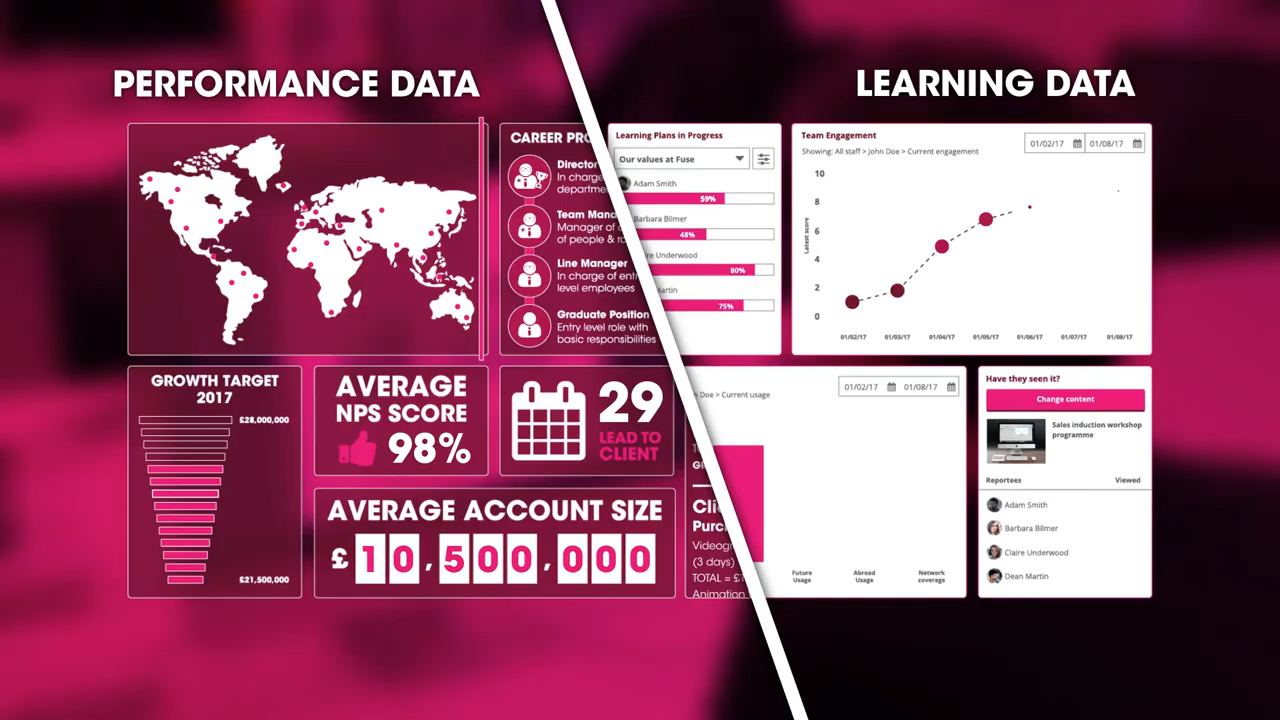 PERFORMANCE DATA
LEARNING DATA
CAREER
Director
In charge
Team
Manager of
of people &
Line Manager
In charge of
level employees
Graduate Position
Entry level role with
basic responsibilities
GROWTH TARGET
2017
£28,000,000
£21,500,000
AVERAGE
NPS SCORE
98%
29
LEAD TO
CLIENT
AVERAGE ACCOUNT SIZE
£ 10,500,000
Videog
(3 days)
TOTAL = £
Animation
Learning Plans in Progress
Our values at Fuse
Adam Smith
59%
Barbara Bilmer
48%
Underwood
80%
75%
Team Engagement
Showing: All staff > John Doe > Current engagement
01/02/17 01/08/17
Latest score
10
8
6
4
2
0
01/02/17 01/03/17 01/04/17 01/05/17 01/06/17 01/07/17 01/08/17
Doe > Current usage
01/02/17 01/08/17
Future Abroad Network
Usage Usage coverage
Have they seen it?
Change content
Sales induction workshop
programme
Reportees Viewed
Adam Smith
Barbara Bilmer
Claire Underwood
Dean Martin